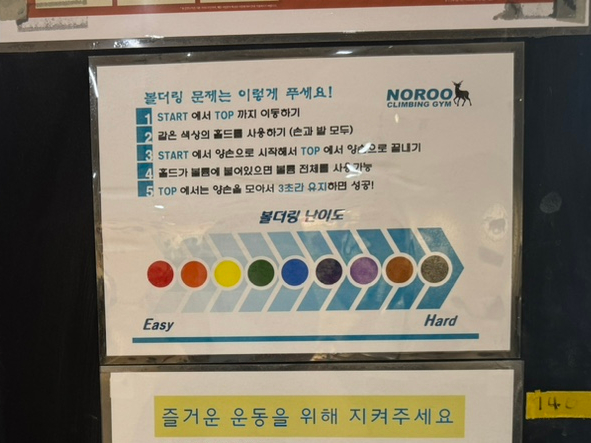 볼더링 문제는 이렇게 푸세요!
NOROO
CLIMBING GYM
1 START 에서 TOP 까지 이동하기
2 같은 색상의 홀드를 사용하기 (손과 발 모두)
3 START 에서 양손으로 시작해서 TOP 에서 양손으로 끝내기
4 홀드가 볼륨에 붙어있으면 볼륨 전체를 사용가능
5 TOP 에서는 양손을 모아서 3초간 유지하면 성공!
볼더링 난이도
Easy
Hard
즐거운 운동을 위해 지켜주세요